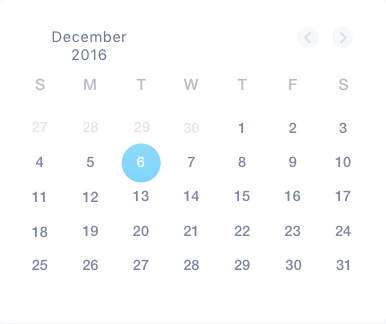 December
2016
S M T W T F S
27 28 29 30 1 2 3
4 5 6 7 8 9 10
11 12 13 14 15 16 17
18 19 20 21 22 23 24
25 26 27 28 29 30 31